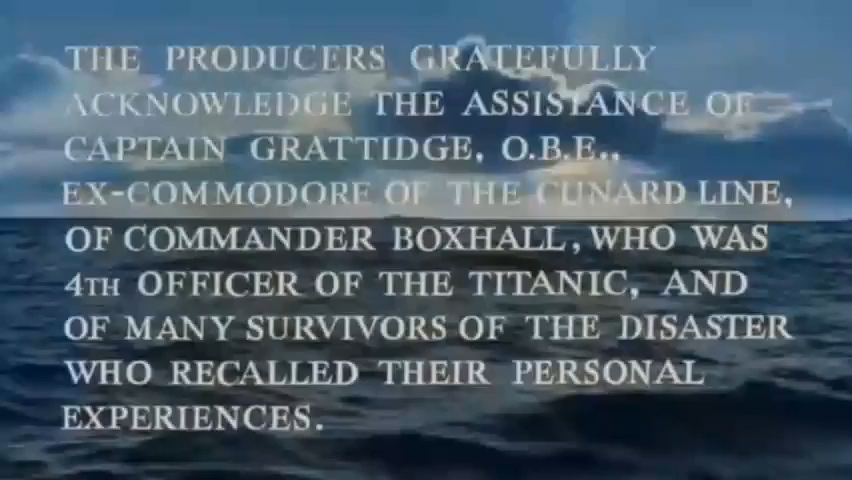 THE PRODUCERS GRATEFULLY
ACKNOWLEDGE THE ASSISTANCE OF
CAPTAIN GRATTIDGE, O.B.E.,
EX-COMMODORE OF THE CUNARD LINE,
OF COMMANDER BOXHALL, WHO WAS
4TH OFFICER OF THE TITANIC, AND
OF MANY SURVIVORS OF THE DISASTER
WHO RECALLED THEIR PERSONAL
EXPERIENCES.